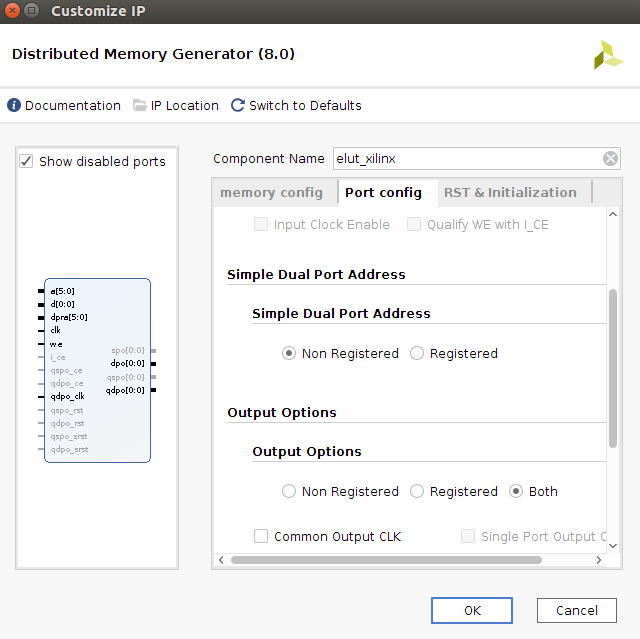 Customize IP
Distributed Memory Generator (8.0)
Documentation IP Location Switch to Defaults
Show disabled ports
a[5:0]
d[0:0]
dpra[5:0]
clk
we
i_ce
qspo_ce
qdpo_ce
qdpo_clk
qspo_rst
qdpo_rst
qspo_srst
qdpo_srst
spo[0:0]
dpo[0:0]
qspo[0:0]
qdpo[0:0]
Component Name elut_xilinx
memory config Port config RST & Initialization
Input Clock Enable Qualify WE with I_CE
Simple Dual Port Address
Simple Dual Port Address
Non Registered Registered
Output Options
Output Options
Non Registered Registered Both
Common Output CLK Single Port Output C
OK Cancel